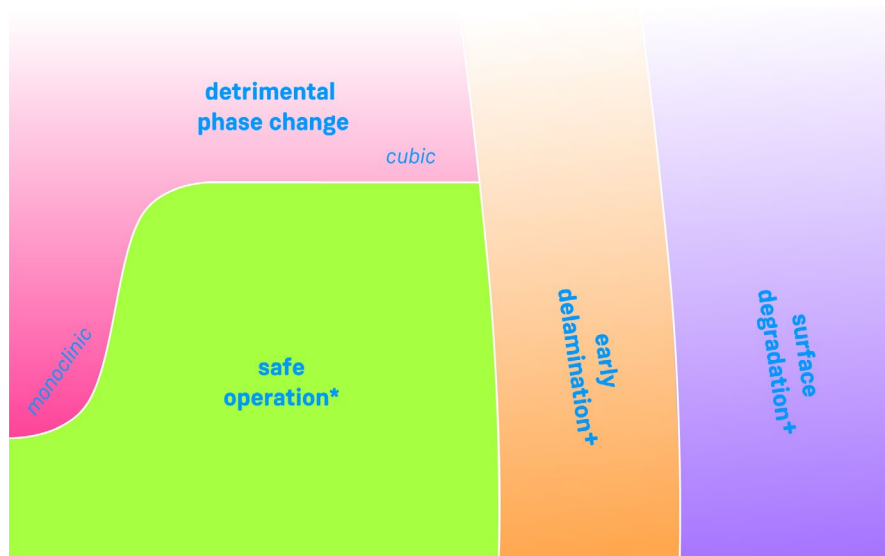 detrimental
phase change
cubic
monoclinic
safe
operation*
early
delamination+
surface
degradation+